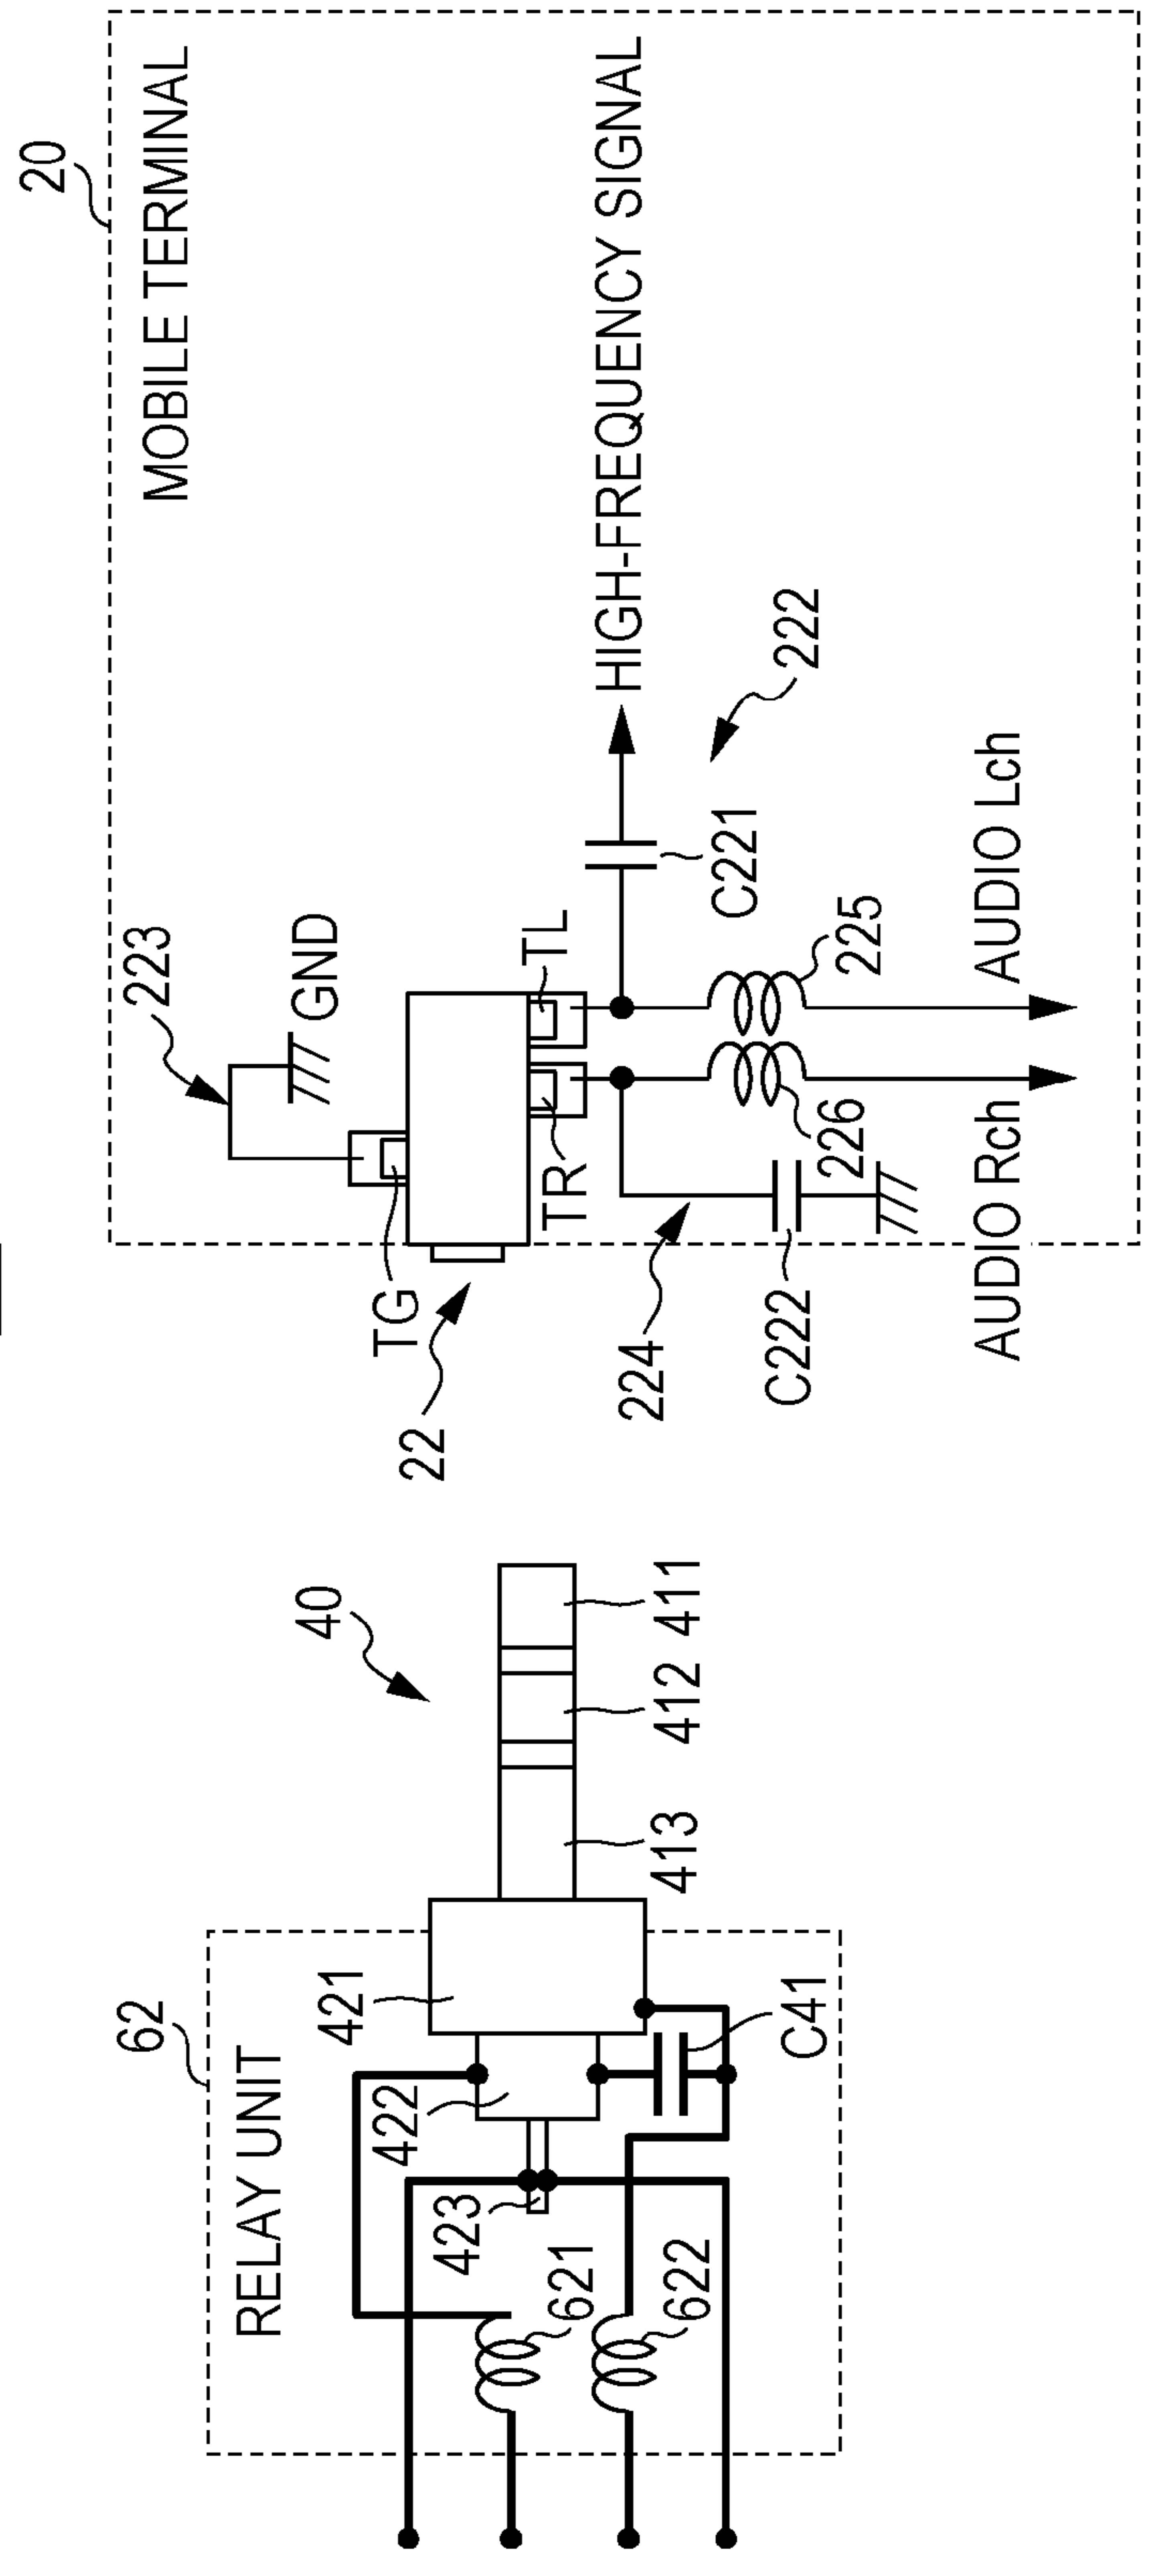 20
MOBILE TERMINAL
223
GND
TG
TL
TR
22
HIGH-FREQUENCY SIGNAL
C221
222
224
225
226
C222
AUDIO Lch
AUDIO Rch
40
411
412
413
62
RELAY UNIT
421
422
423
C41
621
622